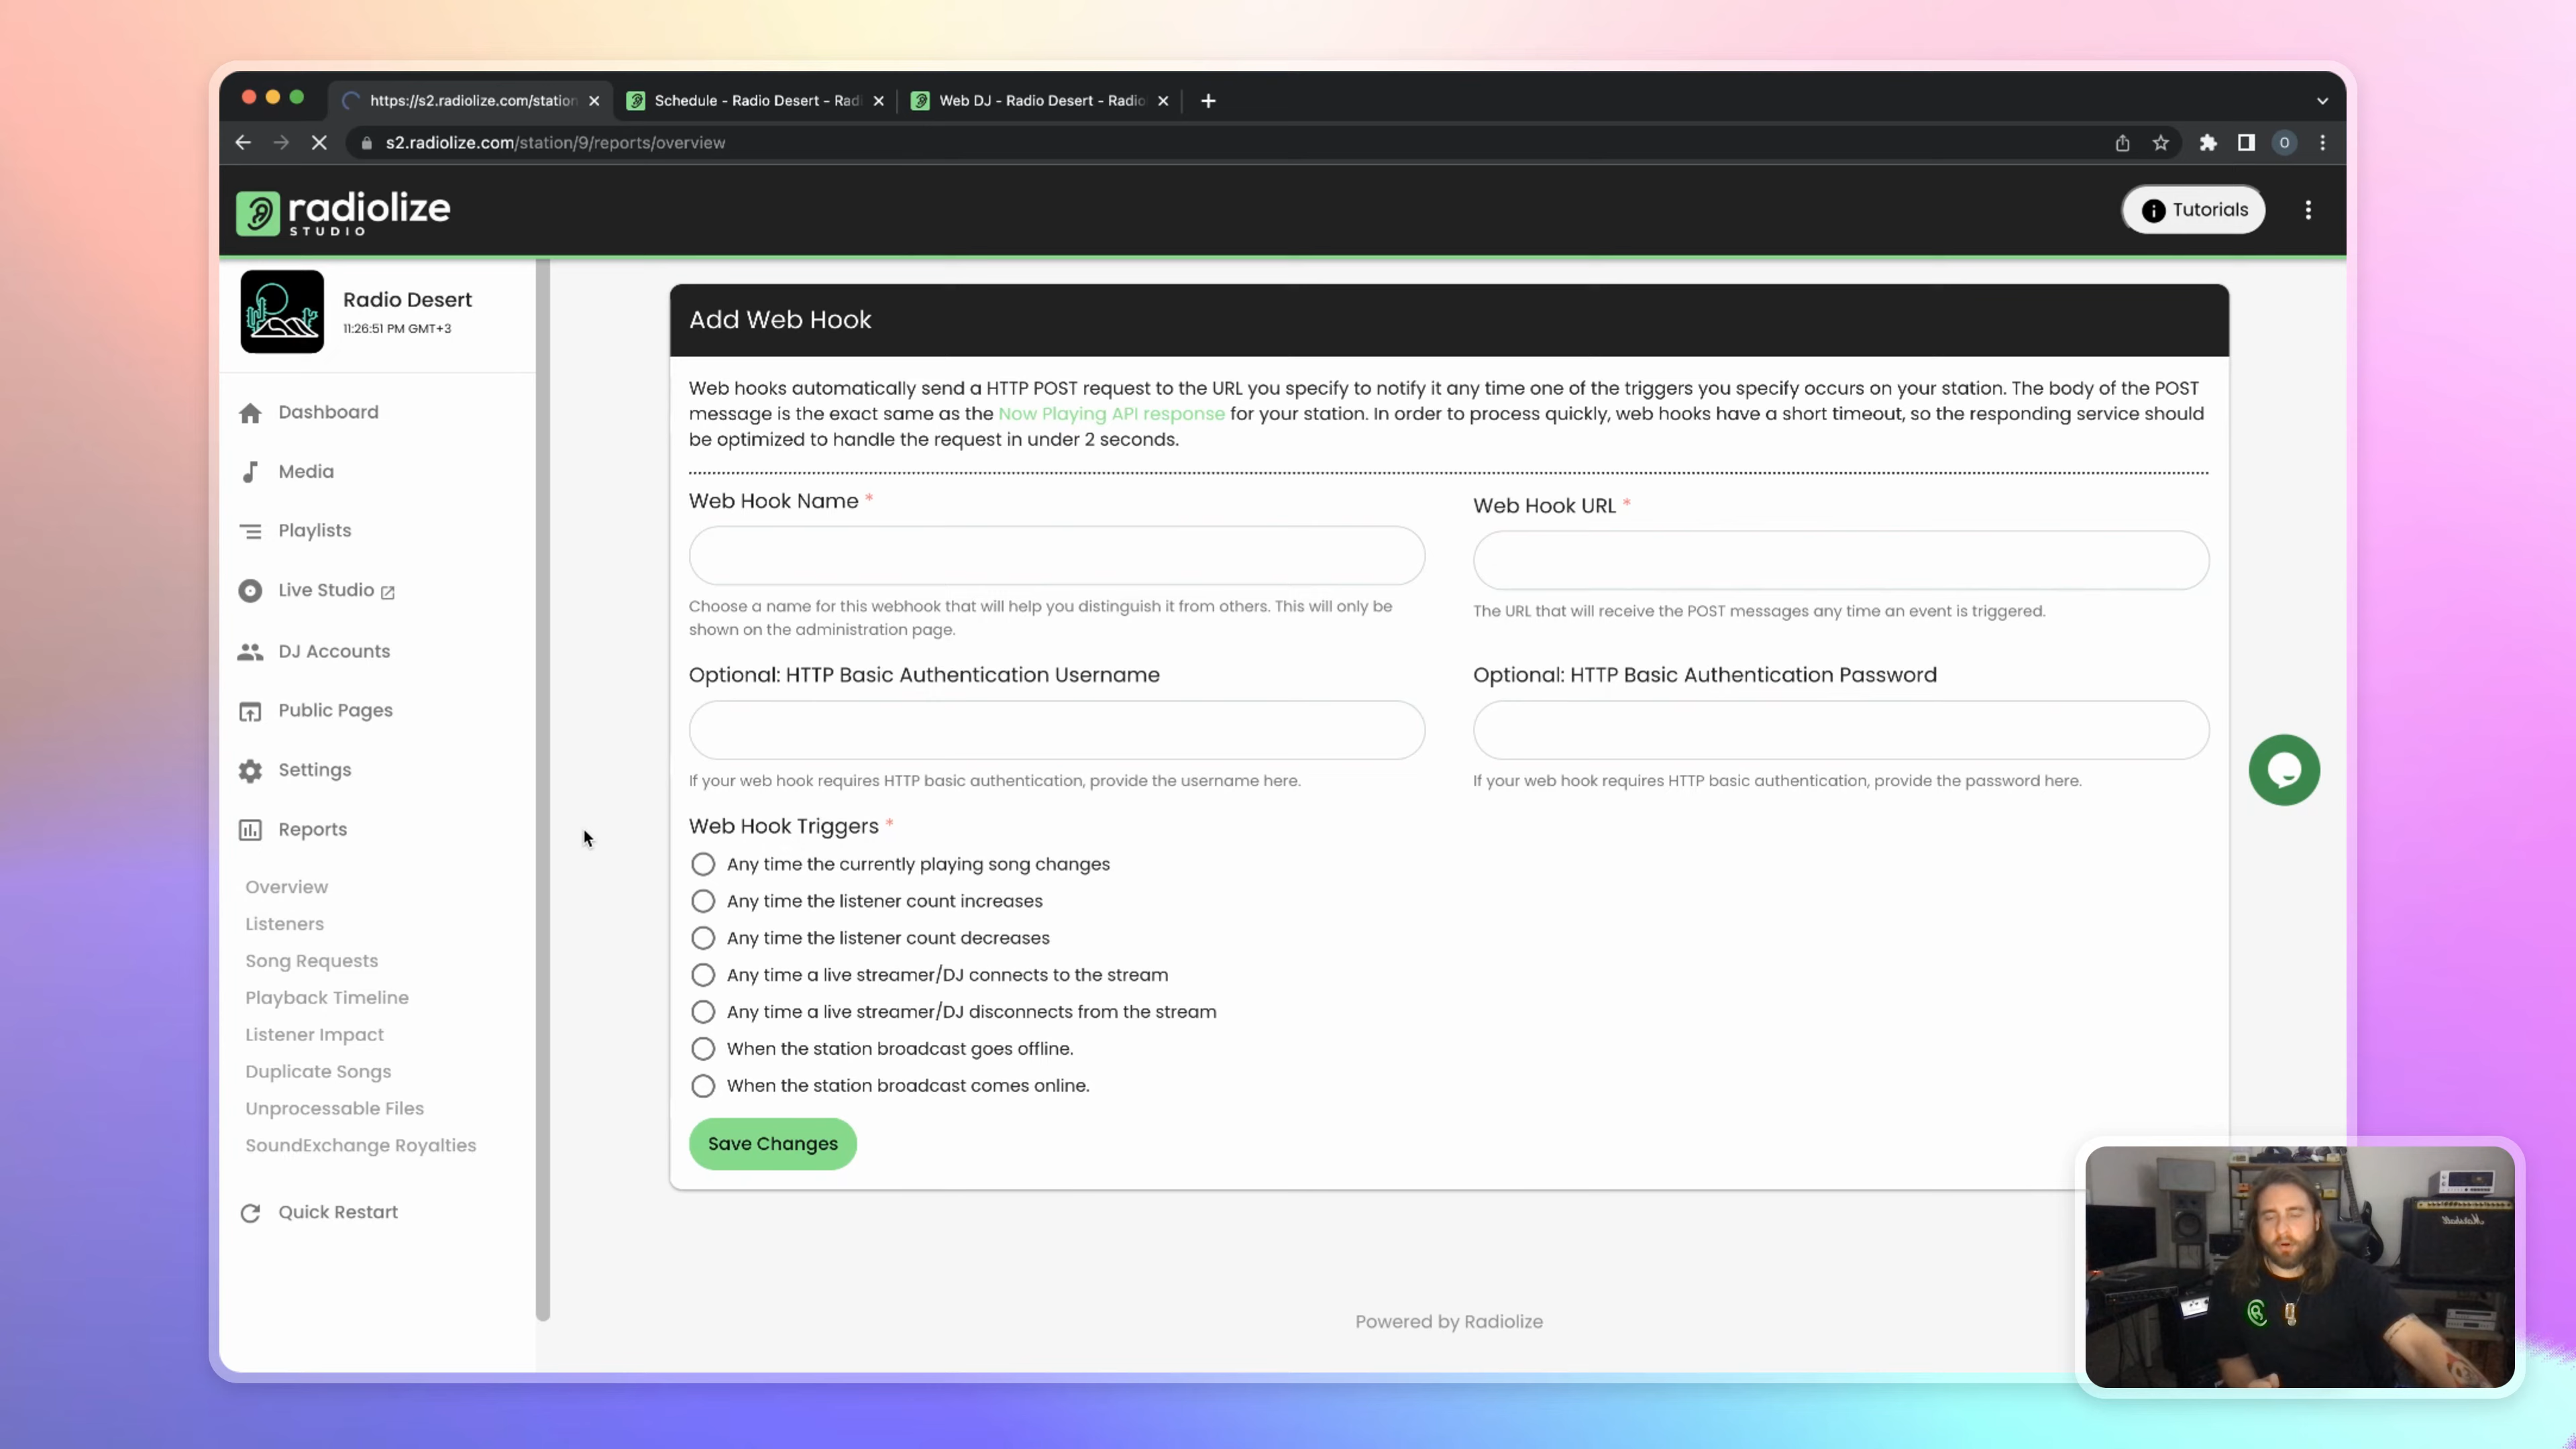 https://s2.radiolize.com/station
Schedule - Radio Desert - Radi
Web DJ - Radio Desert - Radio
s2.radiolize.com/station/9/reports/overview
O
radiolize
STUDIO
Tutorials
Radio Desert
11:26:51 PM GMT+3
Dashboard
Media
Playlists
Live Studio
DJ Accounts
Public Pages
Settings
Reports
Overview
Listeners
Song Requests
Playback Timeline
Listener Impact
Duplicate Songs
Unprocessable Files
SoundExchange Royalties
Quick Restart
Add Web Hook
Web hooks automatically send a HTTP POST request to the URL you specify to notify it any time one of the triggers you specify occurs on your station. The body of the POST
message is the exact same as the Now Playing API response for your station. In order to process quickly, web hooks have a short timeout, so the responding service should
be optimized to handle the request in under 2 seconds.
Web Hook Name *
Choose a name for this webhook that will help you distinguish it from others. This will only be
shown on the administration page.
Web Hook URL *
The URL that will receive the POST messages any time an event is triggered.
Optional: HTTP Basic Authentication Username
If your web hook requires HTTP basic authentication, provide the username here.
Optional: HTTP Basic Authentication Password
If your web hook requires HTTP basic authentication, provide the password here.
Web Hook Triggers *
Any time the currently playing song changes
Any time the listener count increases
Any time the listener count decreases
Any time a live streamer/DJ connects to the stream
Any time a live streamer/DJ disconnects from the stream
When the station broadcast goes offline.
When the station broadcast comes online.
Save Changes
Powered by Radiolize
Marshall